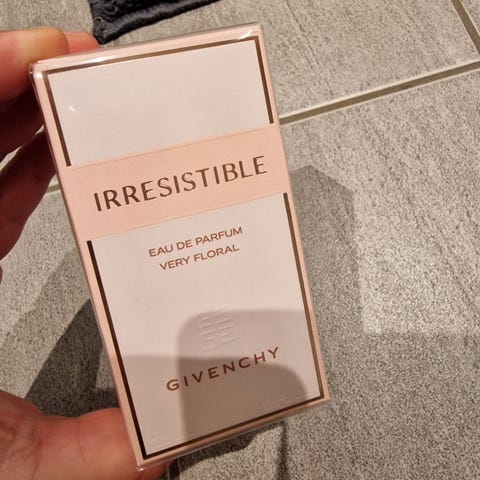 IRRESISTIBLE
EAU DE PARFUM
VERY FLORAL
GIVENCHY